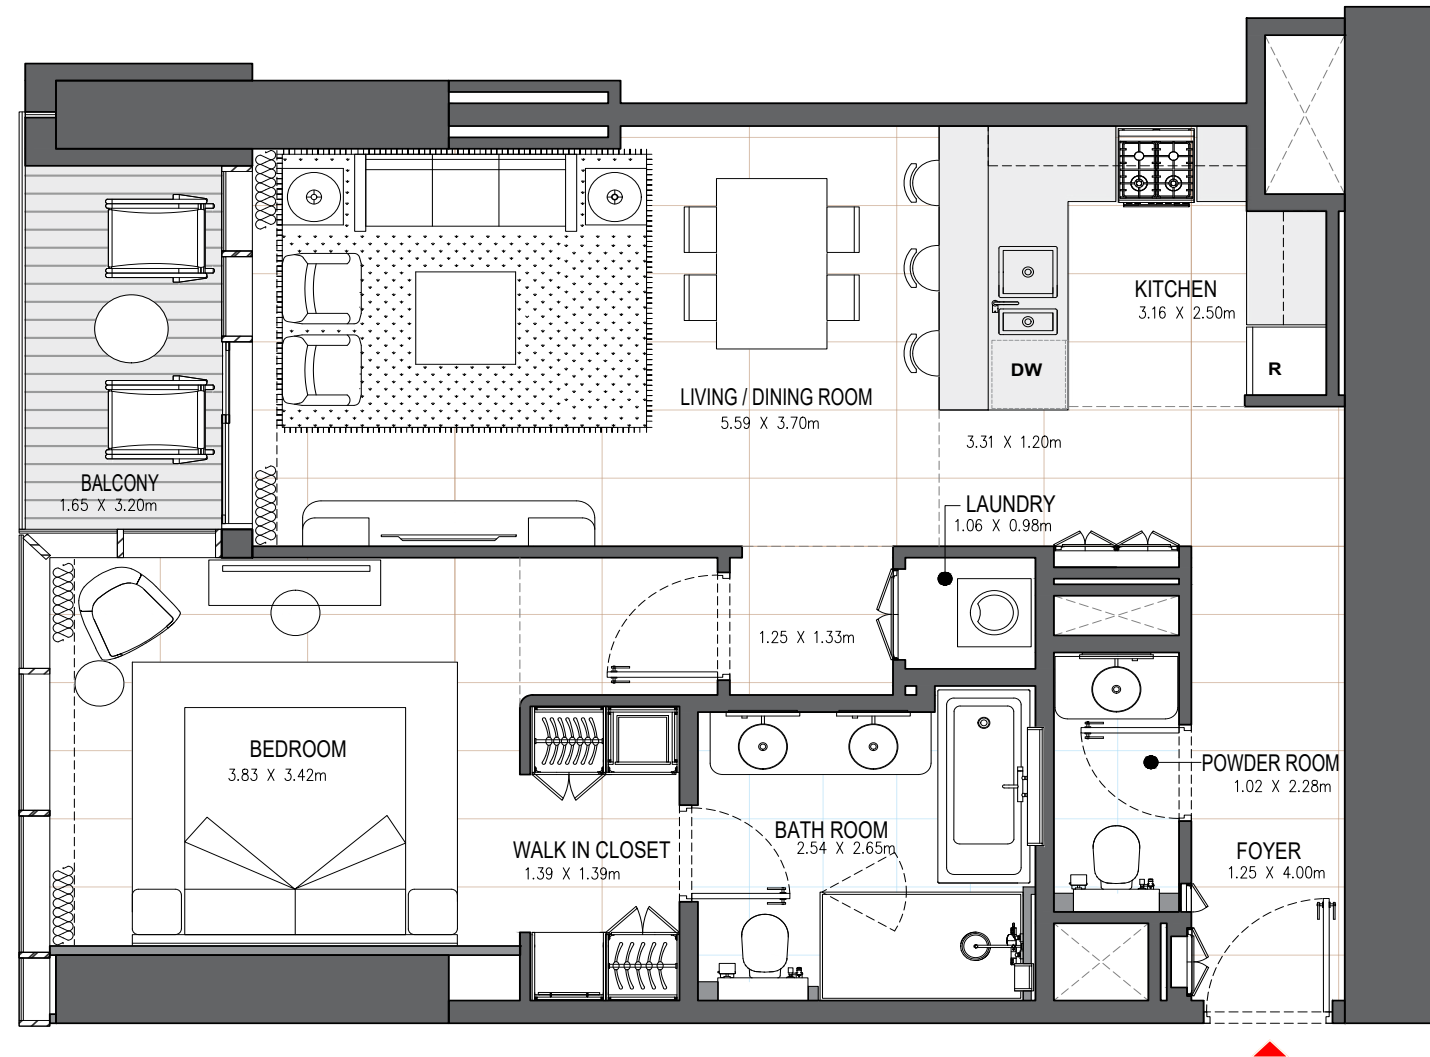 KITCHEN
3.16 X 2.50m
DW
R
LIVING / DINING ROOM
5.59 X 3.70m
3.31 X 1.20m
BALCONY
1.65 X 3.20m
LAUNDRY
1.06 X 0.98m
1.25 X 1.33m
BEDROOM
3.83 X 3.42m
POWDER ROOM
1.02 X 2.28m
BATH ROOM
2.54 X 2.65m
WALK IN CLOSET
1.39 X 1.39m
FOYER
1.25 X 4.00m